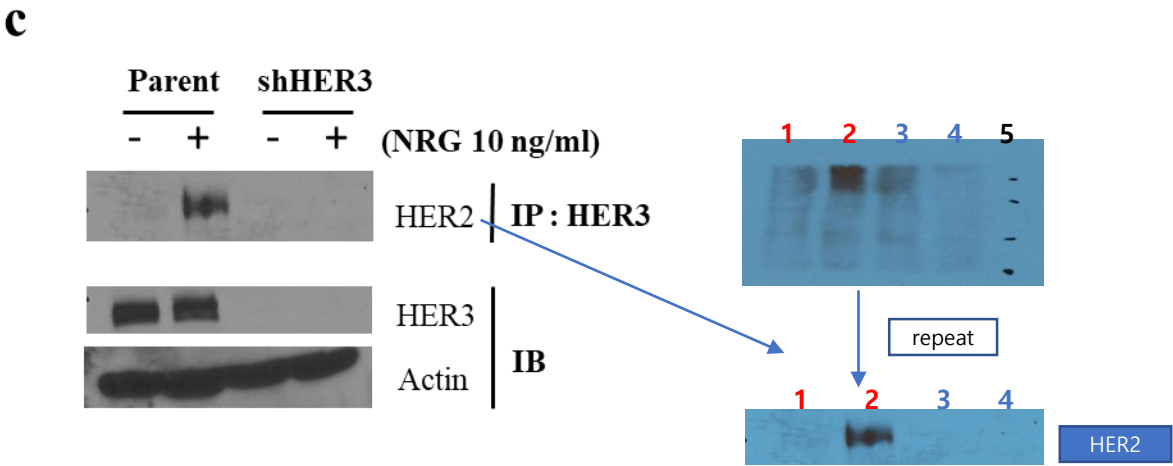 c
Parent shHER3
- + - + (NRG 10 ng/ml)
HER2 IP : HER3
HER3
Actin IB
1 2 3 4 5
repeat
1 2 3 4
HER2